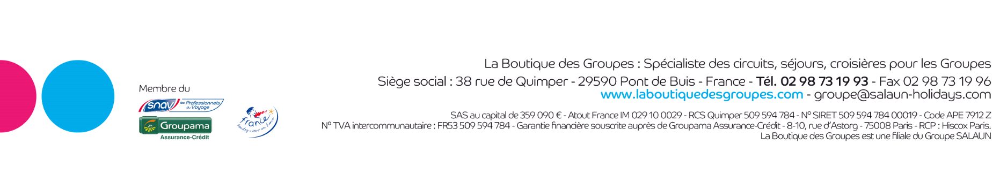 La Boutique des Groupes : Spécialiste des circuits, séjours, croisières pour les Groupes
Siège social : 38 rue de Quimper - 29590 Pont de Buis - France - Tél. 02 98 73 19 93 - Fax 02 98 73 19 96
www.laboutiquedesgroupes.com - groupe@salaun-holidays.com
Membre du
snav les Professionnels
du Voyage
Groupama
Assurance-Crédit
france
rendez-vous en france
SAS au capital de 359 090 € - Atout France IM 029 10 0029 - RCS Quimper 509 594 784 - N° SIRET 509 594 784 00019 - Code APE 7912 Z
N° TVA intercommunautaire : FR53 509 594 784 - Garantie financière souscrite auprès de Groupama Assurance-Crédit - 8-10, rue d'Astorg - 75008 Paris - RCP : Hiscox Paris.
La Boutique des Groupes est une filiale du Groupe SALAUN